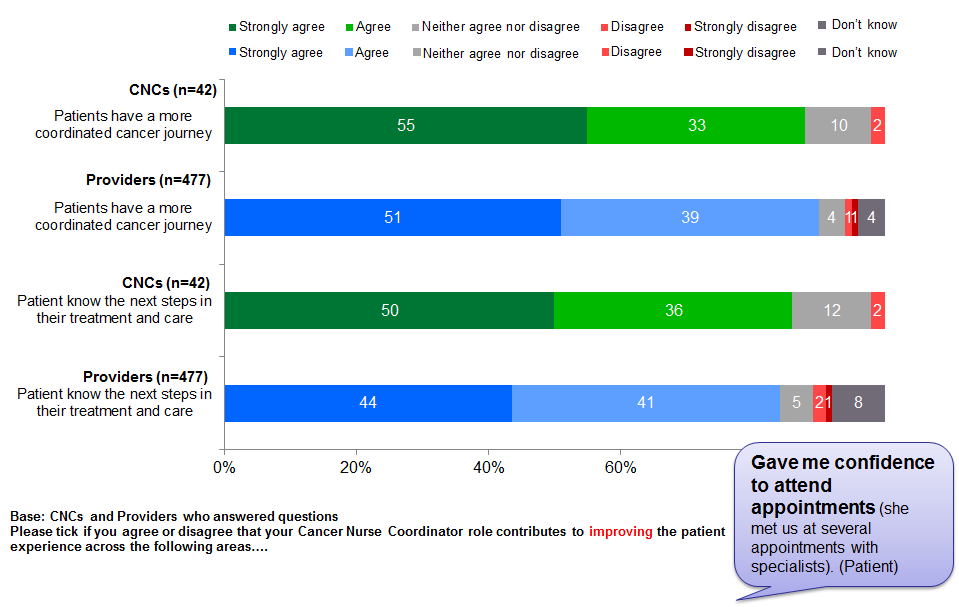 Strongly agree Agree Neither agree nor disagree Disagree Strongly disagree Don't know
Strongly agree Agree Neither agree nor disagree Disagree Strongly disagree Don't know
CNCs (n=42)
Patients have a more
coordinated cancer journey
55 33 10 2
Providers (n=477)
Patients have a more
coordinated cancer journey
51 39 4 1 1 4
CNCs (n=42)
Patient know the next steps in
their treatment and care
50 36 12 2
Providers (n=477)
Patient know the next steps in
their treatment and care
44 41 5 2 1 8
0% 20% 40% 60%
Gave me confidence
to attend
appointments (she
met us at several
appointments with
specialists). (Patient)
Base: CNCs and Providers who answered questions
Please tick if you agree or disagree that your Cancer Nurse Coordinator role contributes to improving the patient
experience across the following areas....